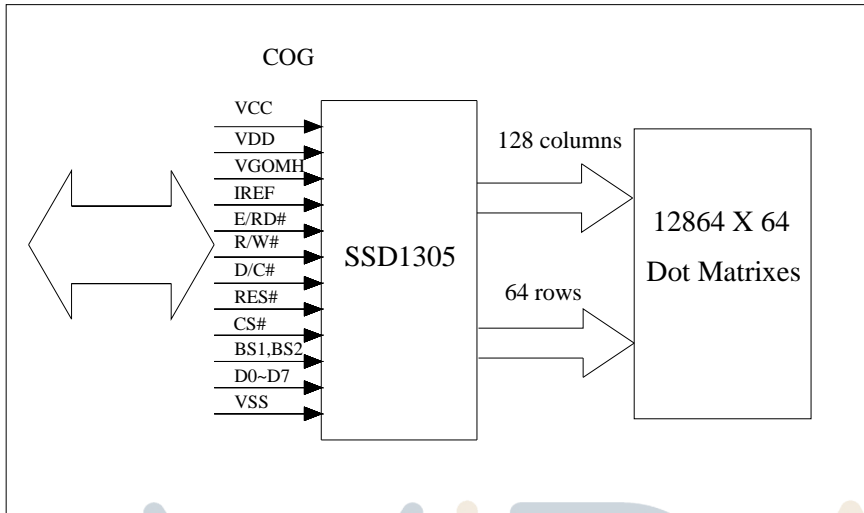 COG
VCC
VDD
VGOMH
IREF
E/RD#
R/W#
D/C#
RES#
CS#
BS1,BS2
D0~D7
VSS
SSD1305
128 columns
64 rows
12864 X 64
Dot Matrixes